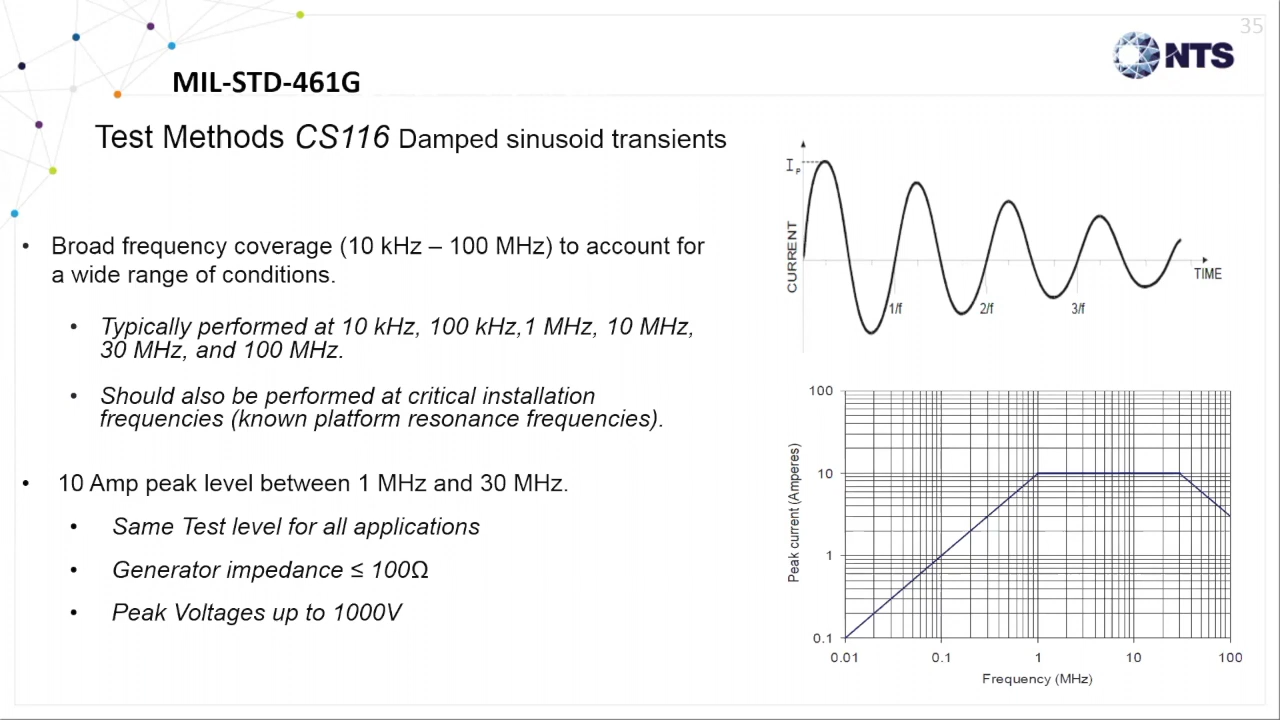 35
NTS
MIL-STD-461G
Test Methods CS116 Damped sinusoid transients
• Broad frequency coverage (10 kHz – 100 MHz) to account for
a wide range of conditions.
• Typically performed at 10 kHz, 100 kHz,1 MHz, 10 MHz,
30 MHz, and 100 MHz.
• Should also be performed at critical installation
frequencies (known platform resonance frequencies).
• 10 Amp peak level between 1 MHz and 30 MHz.
• Same Test level for all applications
• Generator impedance ≤ 100Ω
• Peak Voltages up to 1000V
IP
CURRENT
TIME
1/f
2/f
3/f
100
10
1
0.1
Peak current (Amperes)
0.01
0.1
1
10
100
Frequency (MHz)